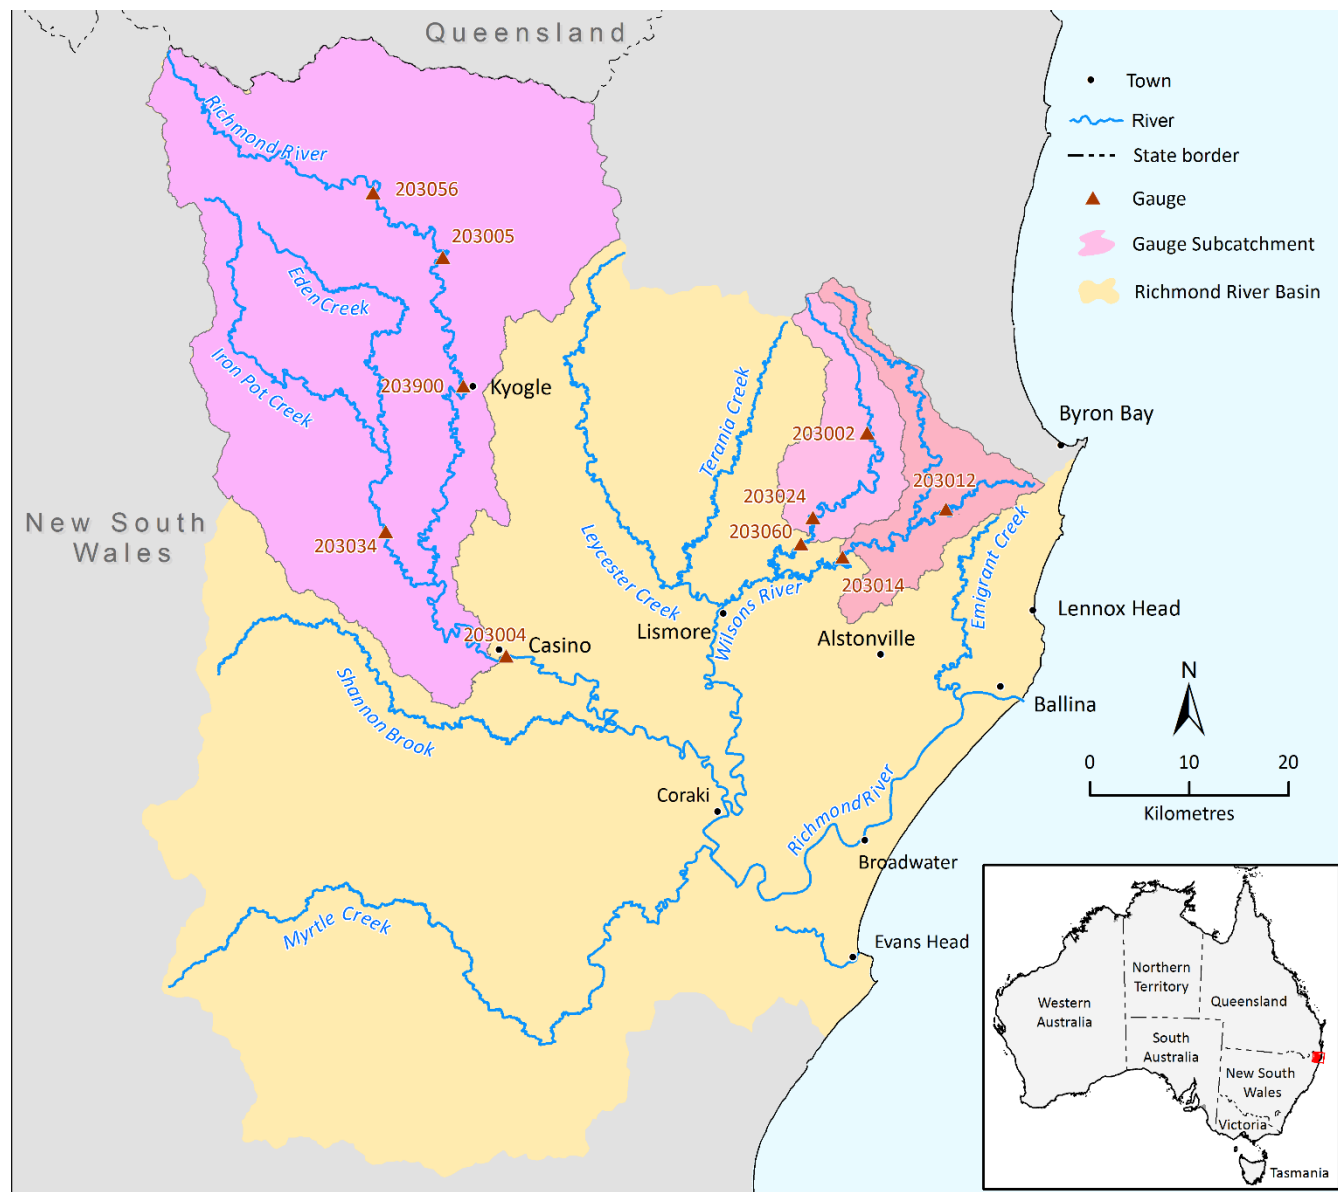 Queensland
Town
River
State border
Gauge
Gauge Subcatchment
Richmond River Basin
Richmond River
203056
203005
Eden Creek
Iron Pot Creek
203900
Kyogle
Terania Creek
203002
Byron Bay
203012
203024
203060
New South
Wales
203034
Leycester Creek
203014
Emigrant Creek
Wilsons River
Lismore
Alstonville
Lennox Head
203004
Casino
Shannon Brook
Ballina
N
0 10 20
Kilometres
Coraki
Richmond River
Broadwater
Myrtle Creek
Evans Head
Northern
Territory
Queensland
Western
Australia
South
Australia
New South
Wales
Victoria
Tasmania